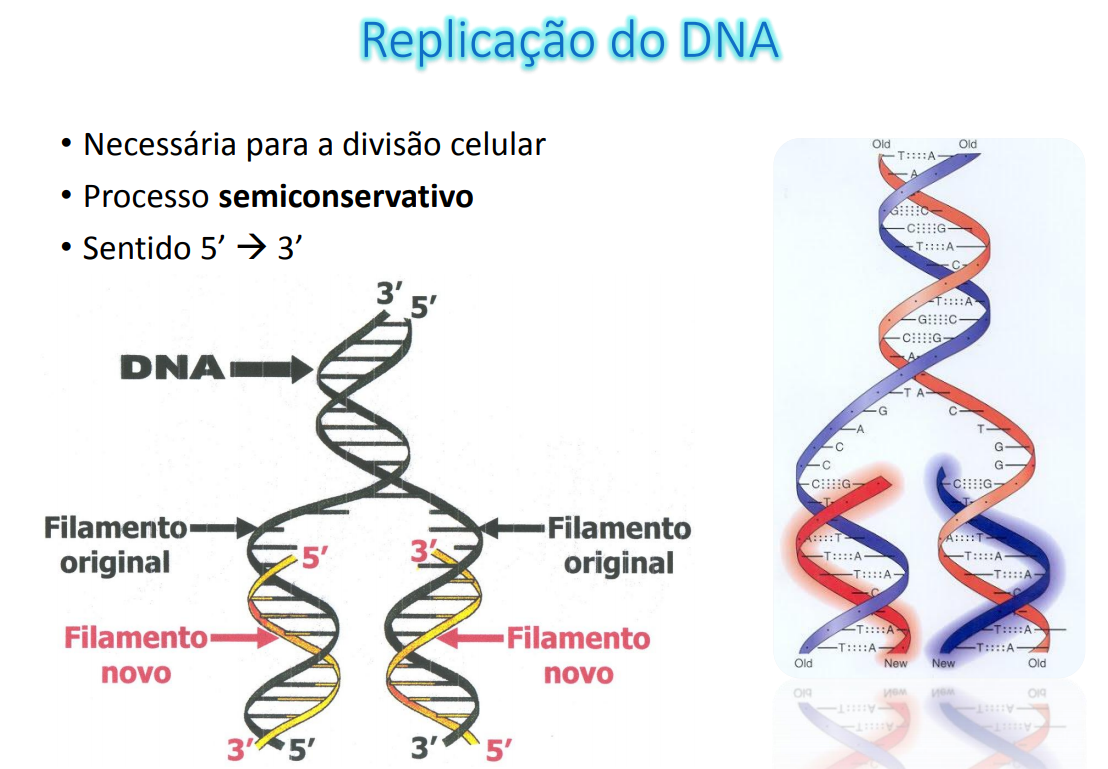 Replicação do DNA
• Necessária para a divisão celular
• Processo semiconservativo
• Sentido 5’ → 3’
3’ 5’
DNA
Filamento
original
Filamento
original
5’
3’
Filamento
novo
Filamento
novo
3’ 5’
3’ 5’
Old Old
T::::A
A
G::::C
C::::G
T::::A
C
T::::A
G::::C
C::::G
A
T A
G C
A T
C G
C G
C::::G C::::G
T T
A::::T A::::T
T::::A T::::A
T::::A T::::A
C C
T::::A T::::A
T::::A T::::A
Old New New Old